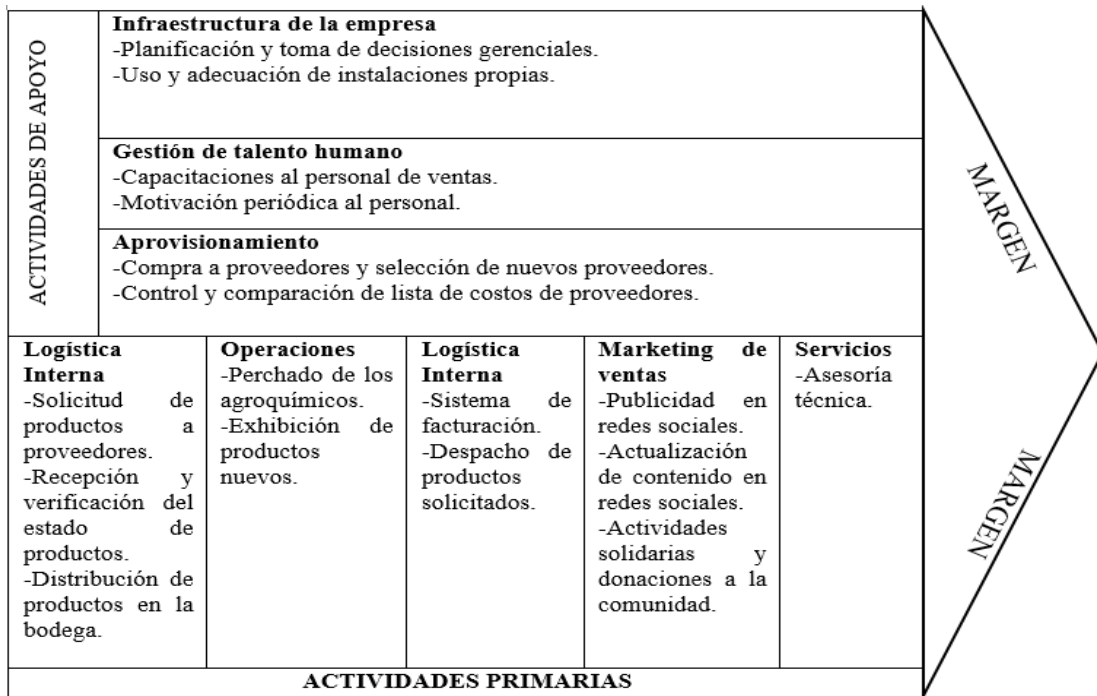 ACTIVIDADES DE APOYO
Infraestructura de la empresa
-Planificación y toma de decisiones gerenciales.
-Uso y adecuación de instalaciones propias.
Gestión de talento humano
-Capacitaciones al personal de ventas.
-Motivación periódica al personal.
Aprovisionamiento
-Compra a proveedores y selección de nuevos proveedores.
-Control y comparación de lista de costos de proveedores.
Logística
Interna
-Solicitud de
productos a
proveedores.
-Recepción y
verificación del
estado de
productos.
-Distribución de
productos en la
bodega.
Operaciones
-Perchado de los
agroquímicos.
-Exhibición de
productos
nuevos.
Logística
Interna
-Sistema de
facturación.
-Despacho de
productos
solicitados.
Marketing de
ventas
-Publicidad en
redes sociales.
-Actualización
de contenido en
redes sociales.
-Actividades
solidarias y
donaciones a la
comunidad.
Servicios
-Asesoría
técnica.
ACTIVIDADES PRIMARIAS
MARGEN
MARGEN